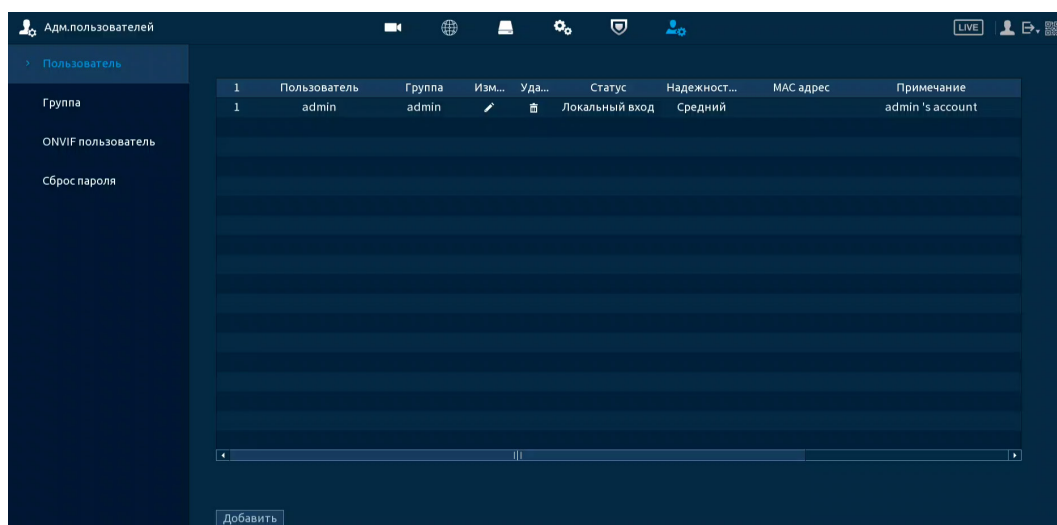 Адм.пользователей
LIVE
Пользователь
Группа
ONVIF пользователь
Сброс пароля
1 Пользователь Группа Изм... Уда... Статус Надежност... MAC адрес Примечание
1 admin admin Локальный вход Средний admin 's account
Добавить